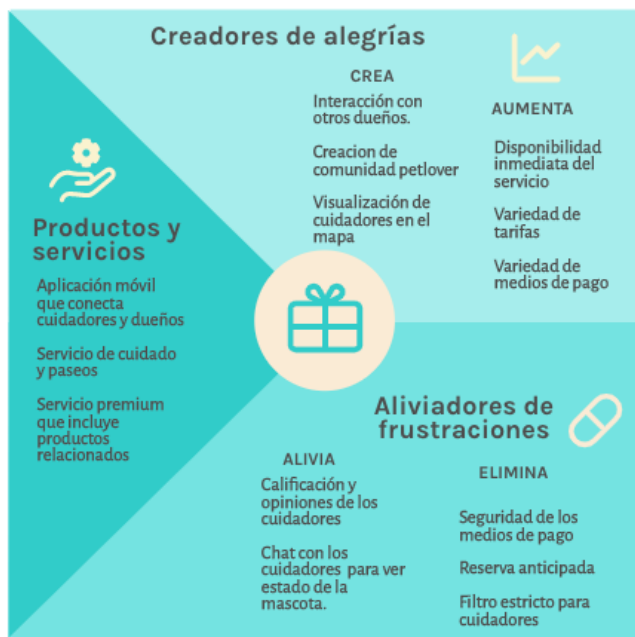 Creadores de alegrías
CREA
Interacción con
otros dueños.
Creacion de
comunidad petlover
Visualización de
cuidadores en el
mapa
AUMENTA
Disponibilidad
inmediata del
servicio
Variedad de
tarifas
Variedad de
medios de pago
Productos y
servicios
Aplicación móvil
que conecta
cuidadores y dueños
Servicio de cuidado
y paseos
Servicio premium
que incluye
productos
relacionados
Aliviadores de
frustraciones
ALIVIA
Calificación y
opiniones de los
cuidadores
Chat con los
cuidadores para ver
estado de la
mascota.
ELIMINA
Seguridad de los
medios de pago
Reserva anticipada
Filtro estricto para
cuidadores